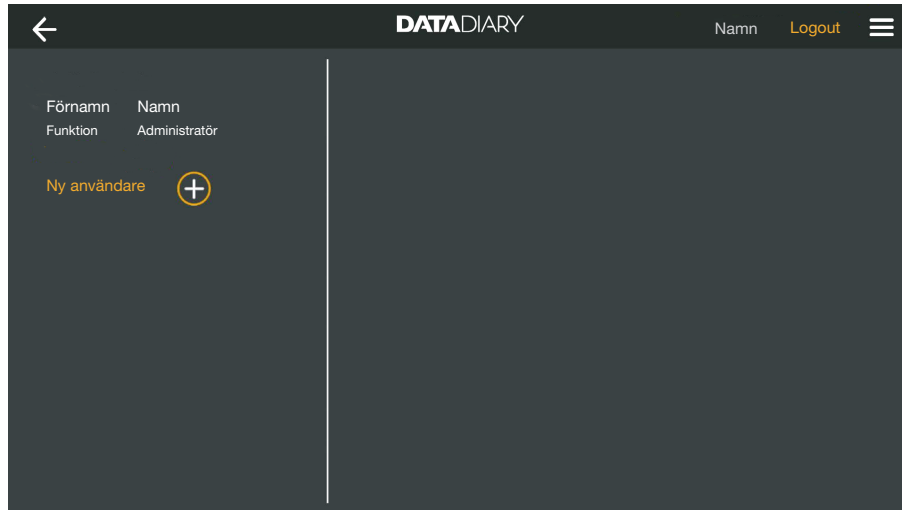 DATADIARY
Namn Logout
Förnamn Namn
Funktion Administratör
Ny användare